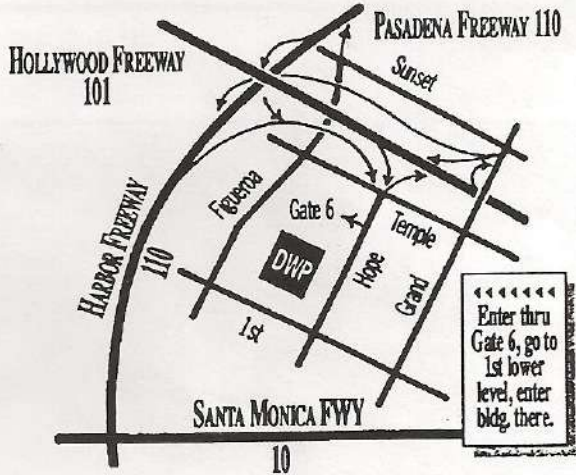 PASADENA FREEWAY 110
HOLLYWOOD FREEWAY
101
Sunset
Figueroa
Gate 6
Temple
HARBOR FREEWAY
110
DWP
Hope
Grand
1st
Enter thru
Gate 6, go to
1st lower
level, enter
bldg. there.
SANTA MONICA FWY
10